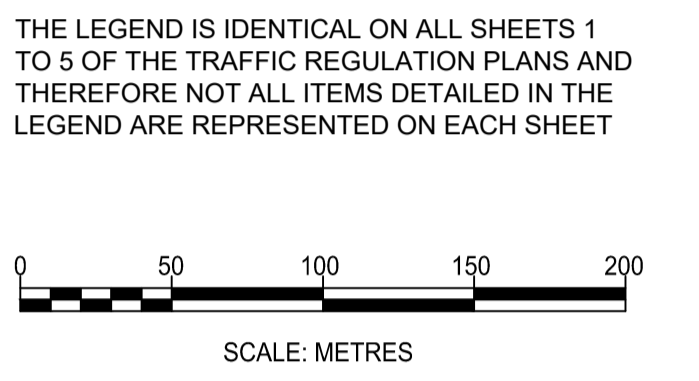 THE LEGEND IS IDENTICAL ON ALL SHEETS 1
TO 5 OF THE TRAFFIC REGULATION PLANS AND
THEREFORE NOT ALL ITEMS DETAILED IN THE
LEGEND ARE REPRESENTED ON EACH SHEET
0 50 100 150 200
SCALE: METRES